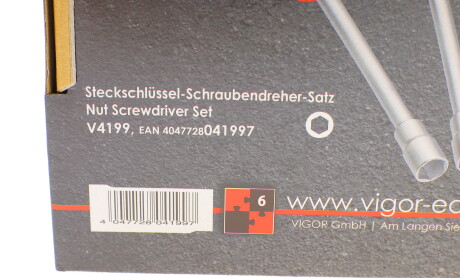 Steckschlüssel-Schraubendreher-Satz
Nut Screwdriver Set
V4199, EAN 4047728041997
4 047728 041997
6
www.vigor-eq
VIGOR GmbH | Am Langen Sie